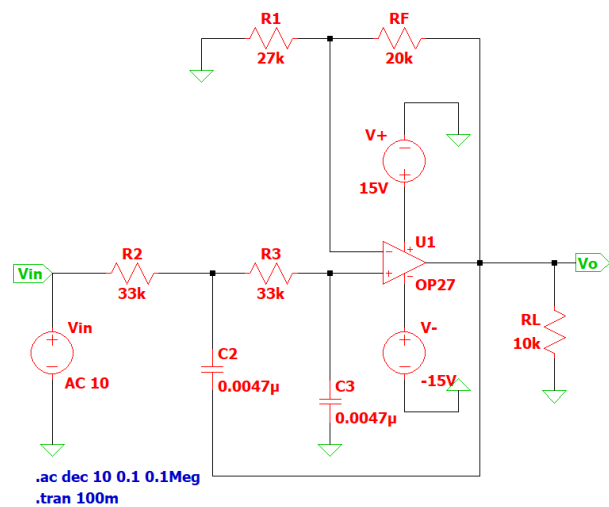 R1
27k
RF
20k
V+
15V
U1
OP27
Vin
R2
33k
R3
33k
Vo
Vin
AC 10
C2
0.0047µ
C3
0.0047µ
V-
-15V
RL
10k
.ac dec 10 0.1 0.1Meg
.tran 100m